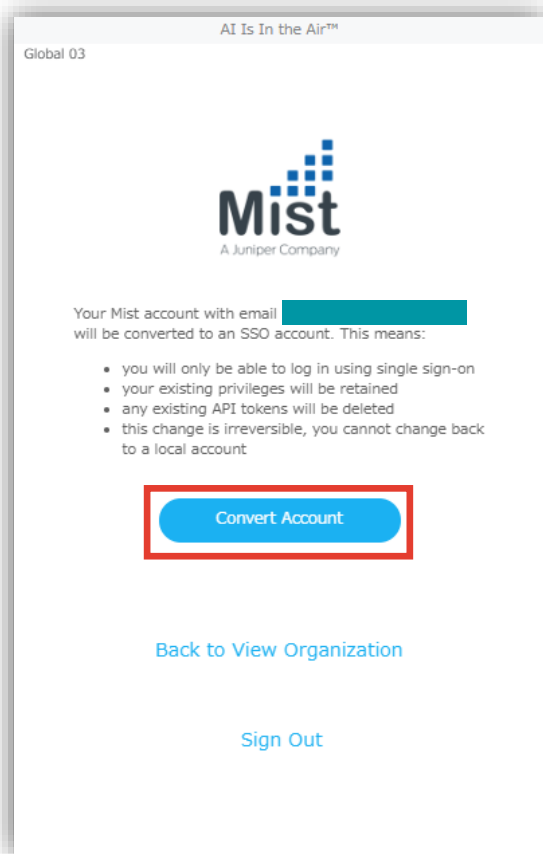 AI Is In the Air™
Global 03
Mist
A Juniper Company
Your Mist account with email
will be converted to an SSO account. This means:
• you will only be able to log in using single sign-on
• your existing privileges will be retained
• any existing API tokens will be deleted
• this change is irreversible, you cannot change back
to a local account
Convert Account
Back to View Organization
Sign Out